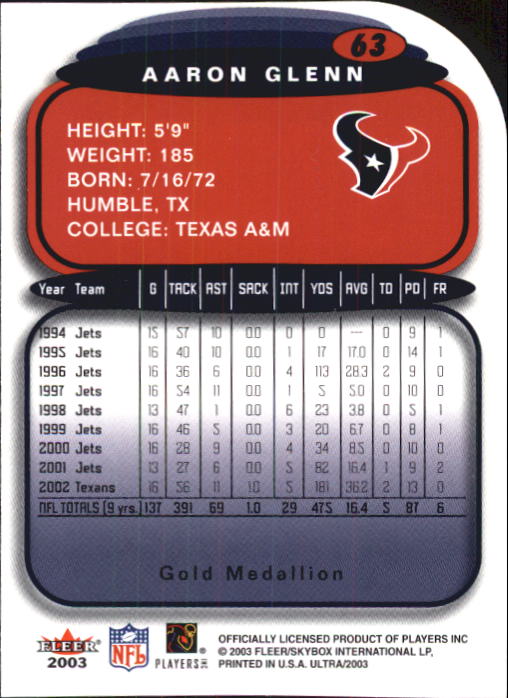 63
AARON GLENN
HEIGHT: 5'9"
WEIGHT: 185
BORN: 7/16/72
HUMBLE, TX
COLLEGE: TEXAS A&M
Year Team G TACK AST SACK INT YDS AVG TD PD FR
1994 Jets 15 57 10 0.0 0 0 --- 0 9 1
1995 Jets 16 40 10 0.0 1 17 17.0 0 14 1
1996 Jets 16 36 6 0.0 4 113 28.3 2 9 0
1997 Jets 16 54 11 0.0 1 5 5.0 0 10 0
1998 Jets 13 47 1 0.0 6 23 3.8 0 5 1
1999 Jets 16 46 5 0.0 3 20 6.7 0 8 1
2000 Jets 16 28 9 0.0 4 34 8.5 0 10 0
2001 Jets 13 27 6 0.0 5 82 16.4 1 9 2
2002 Texans 16 56 11 1.0 5 181 36.2 2 13 0
NFL TOTALS (9 yrs.) 137 391 69 1.0 29 475 16.4 5 87 6
Gold Medallion
FLEER
2003
NFL
PLAYERS INC
OFFICIALLY LICENSED PRODUCT OF PLAYERS INC
© 2003 FLEER/SKYBOX INTERNATIONAL LP,
PRINTED IN U.S.A. ULTRA/2003